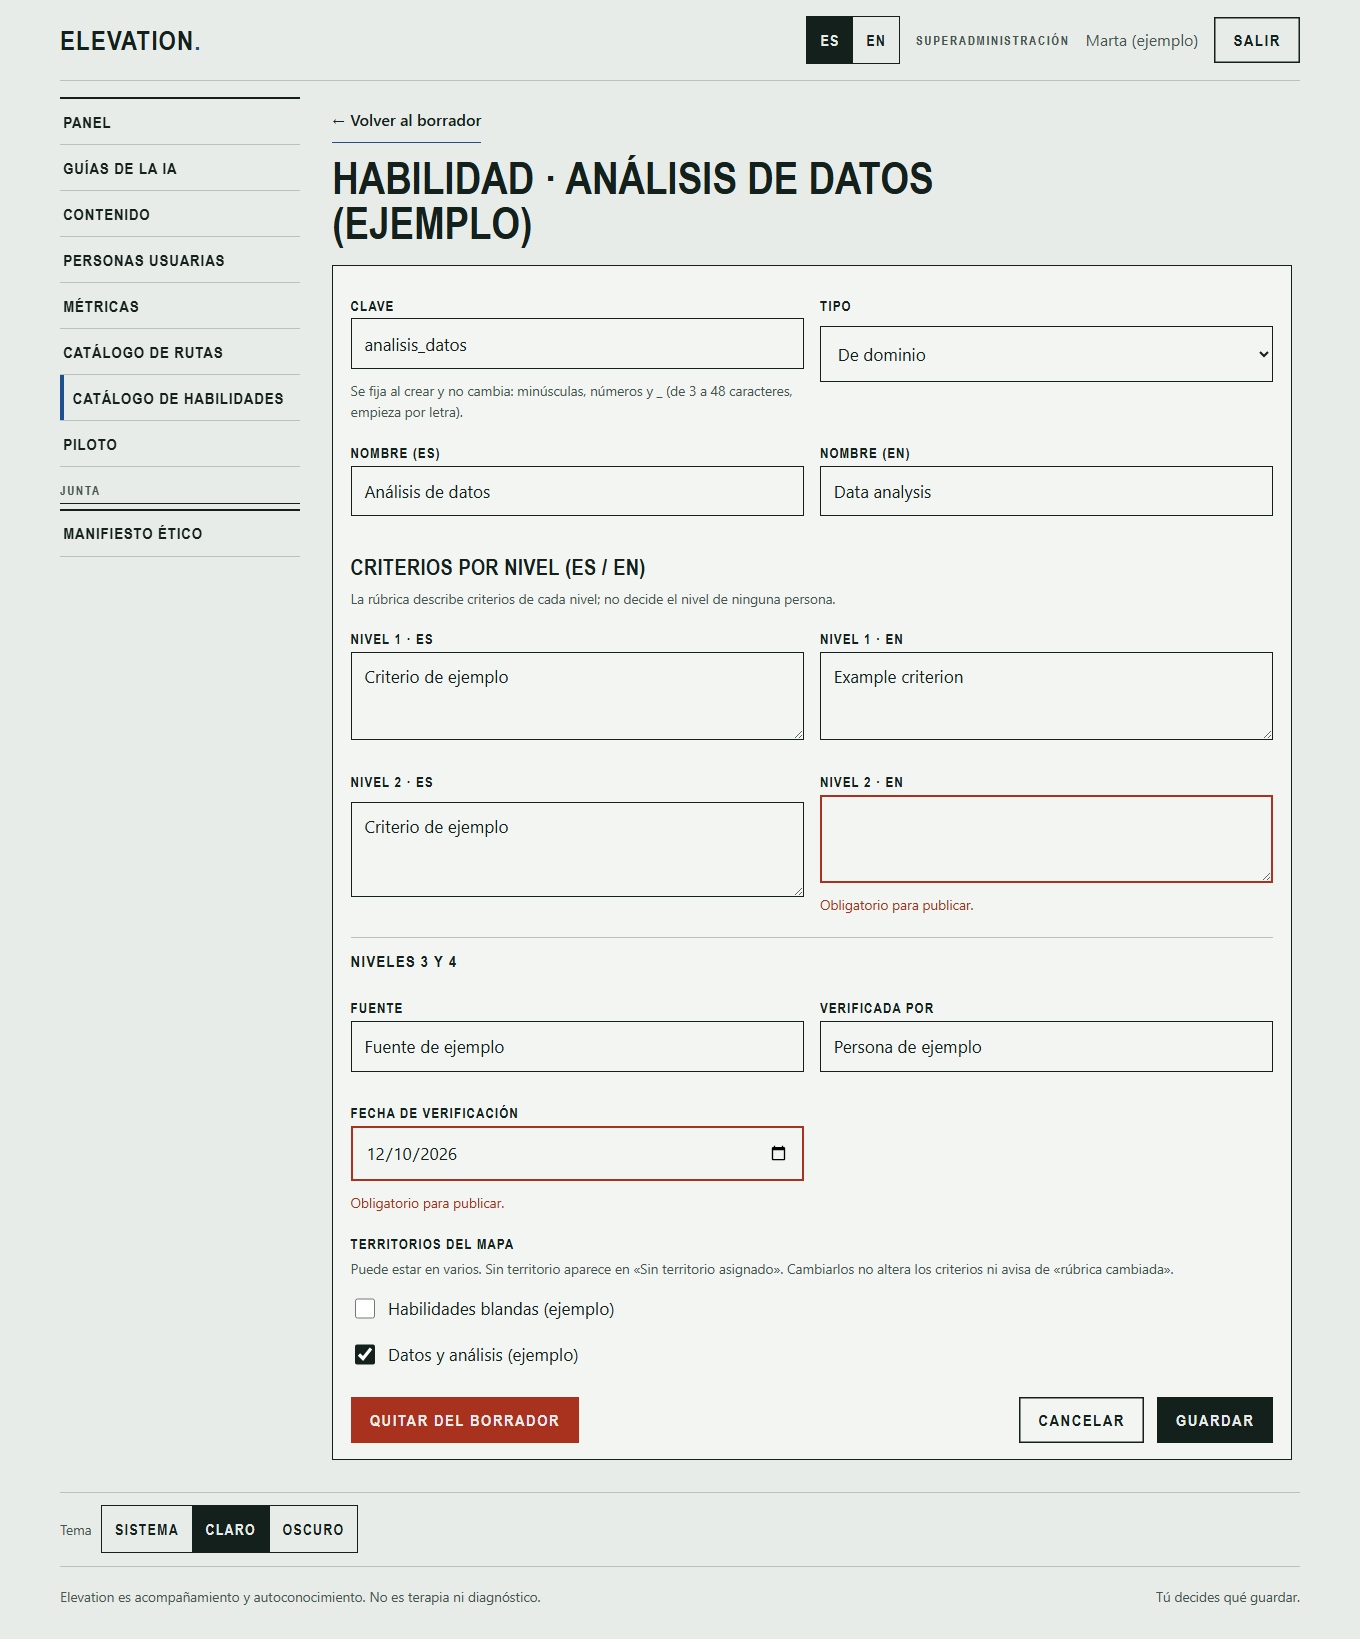 ELEVATION.
ES EN SUPERADMINISTRACIÓN Marta (ejemplo) SALIR
PANEL
GUÍAS DE LA IA
CONTENIDO
PERSONAS USUARIAS
MÉTRICAS
CATÁLOGO DE RUTAS
CATÁLOGO DE HABILIDADES
PILOTO
JUNTA
MANIFIESTO ÉTICO
← Volver al borrador
HABILIDAD · ANÁLISIS DE DATOS
(EJEMPLO)
CLAVE
analisis_datos
Se fija al crear y no cambia: minúsculas, números y _ (de 3 a 48 caracteres,
empieza por letra).
TIPO
De dominio
NOMBRE (ES)
Análisis de datos
NOMBRE (EN)
Data analysis
CRITERIOS POR NIVEL (ES / EN)
La rúbrica describe criterios de cada nivel; no decide el nivel de ninguna persona.
NIVEL 1 · ES
Criterio de ejemplo
NIVEL 1 · EN
Example criterion
NIVEL 2 · ES
Criterio de ejemplo
NIVEL 2 · EN
Obligatorio para publicar.
NIVELES 3 Y 4
FUENTE
Fuente de ejemplo
VERIFICADA POR
Persona de ejemplo
FECHA DE VERIFICACIÓN
12/10/2026
Obligatorio para publicar.
TERRITORIOS DEL MAPA
Puede estar en varios. Sin territorio aparece en «Sin territorio asignado». Cambiarlos no altera los criterios ni avisa de «rúbrica cambiada».
Habilidades blandas (ejemplo)
Datos y análisis (ejemplo)
QUITAR DEL BORRADOR CANCELAR GUARDAR
Tema SISTEMA CLARO OSCURO
Elevation es acompañamiento y autoconocimiento. No es terapia ni diagnóstico.
Tú decides qué guardar.